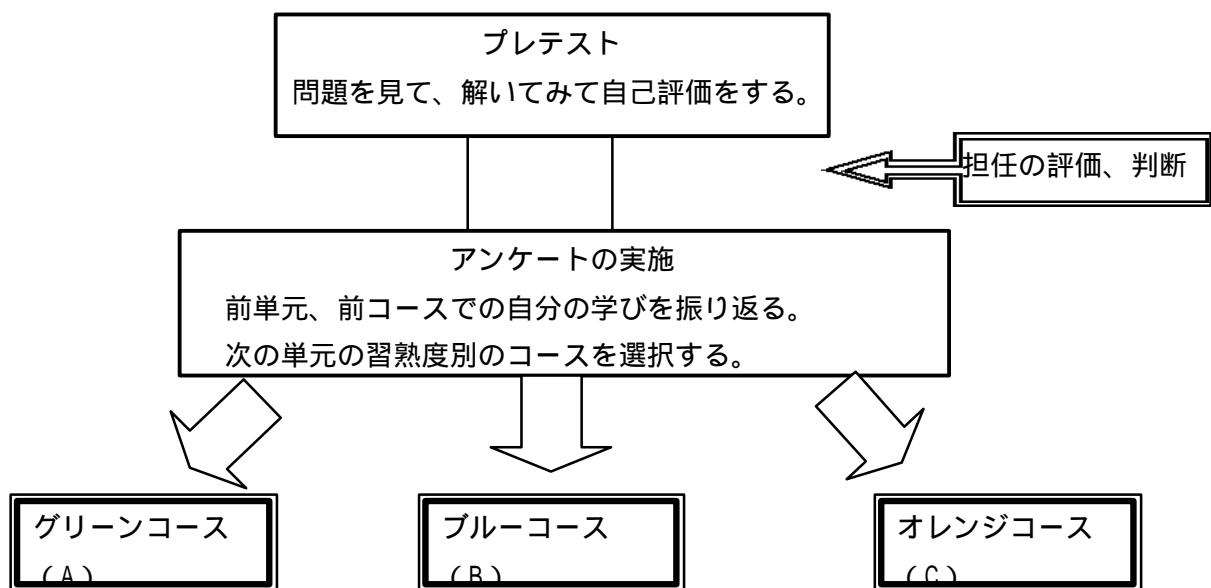 プレテスト
問題を見て、解いてみて自己評価をする。
担任の評価、判断
アンケートの実施
前単元、前コースでの自分の学びを振り返る。
次の単元の習熟度別のコースを選択する。
グリーンコース
(A)
ブルーコース
(B)
オレンジコース
(C)